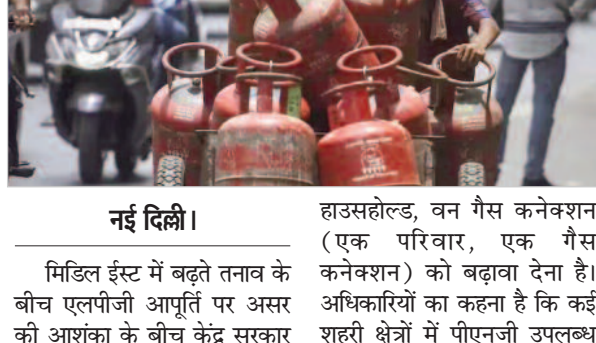 नई दिल्ली।
मिडिल ईस्ट में बढ़ते तनाव के
बीच एलपीजी आपूर्ति पर असर
की आशंका के बीच केंद्र सरकार
हाउसहोल्ड, वन गैस कनेक्शन
(एक परिवार, एक गैस
कनेक्शन) को बढ़ावा देना है।
अधिकारियों का कहना है कि कई
शहरी क्षेत्रों में पीएनजी उपलब्ध